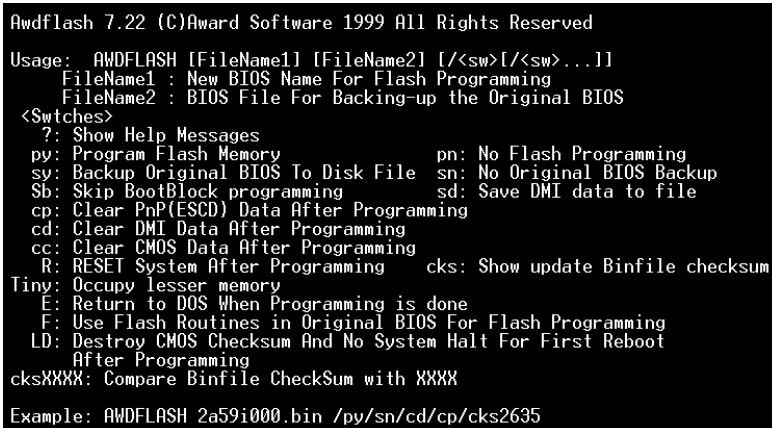 Awdflash 7.22 (C)Award Software 1999 All Rights Reserved
Usage:  AWDFLASH [FileName1] [FileName2] [/<sw>[/<sw>...]]
FileName1 : New BIOS Name For Flash Programming
FileName2 : BIOS File For Backing-up the Original BIOS
<Swtches>
?: Show Help Messages
py: Program Flash Memory                pn: No Flash Programming
sy: Backup Original BIOS To Disk File  sn: No Original BIOS Backup
Sb: Skip BootBlock programming          sd: Save DMI data to file
cp: Clear PnP(ESCD) Data After Programming
cd: Clear DMI Data After Programming
cc: Clear CMOS Data After Programming
R: RESET System After Programming    cks: Show update Binfile checksum
Tiny: Occupy lesser memory
E: Return to DOS When Programming is done
F: Use Flash Routines in Original BIOS For Flash Programming
LD: Destroy CMOS Checksum And No System Halt For First Reboot
After Programming
cksXXXX: Compare Binfile CheckSum with XXXX
Example: AWDFLASH 2a59i000.bin /py/sn/cd/cp/cks2635